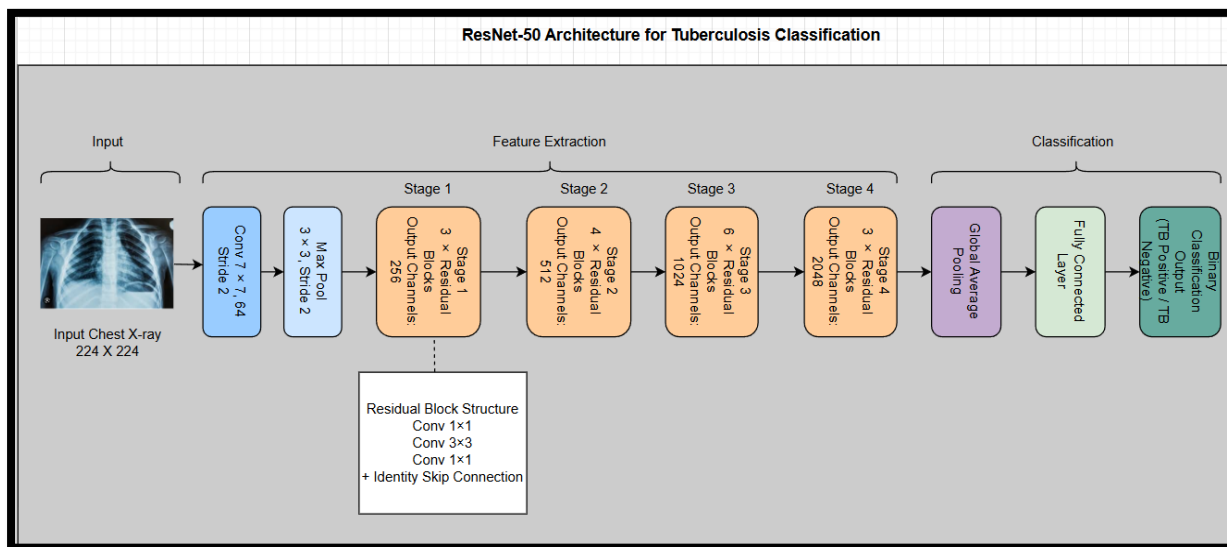 ResNet-50 Architecture for Tuberculosis Classification
Input
Feature Extraction
Classification
Stage 1
Stage 2
Stage 3
Stage 4
Input Chest X-ray
224 X 224
Conv 7 × 7, 64
Stride 2
Max Pool
3 × 3, Stride 2
Stage 1
3 × Residual
Blocks
Output Channels:
256
Stage 2
4 × Residual
Blocks
Output Channels:
512
Stage 3
6 × Residual
Blocks
Output Channels:
1024
Stage 4
3 × Residual
Blocks
Output Channels:
2048
Global Average
Pooling
Fully Connected
Layer
Binary
Classification
Output
(TB Positive / TB
Negative)
Residual Block Structure
Conv 1×1
Conv 3×3
Conv 1×1
+ Identity Skip Connection